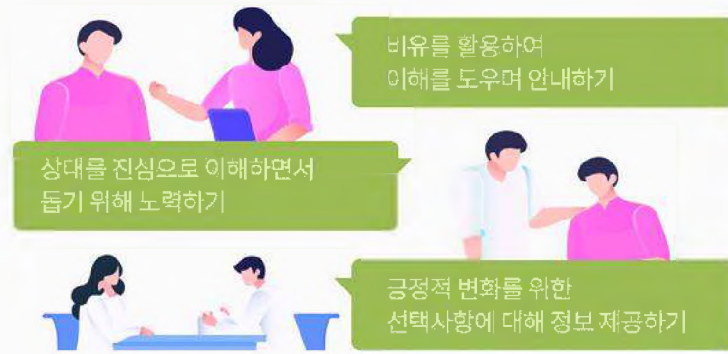 비유를 활용하여
이해를 도우며 안내하기
상대를 진심으로 이해하면서
돕기 위해 노력하기
긍정적 변화를 위한
선택사항에 대해 정보 제공하기